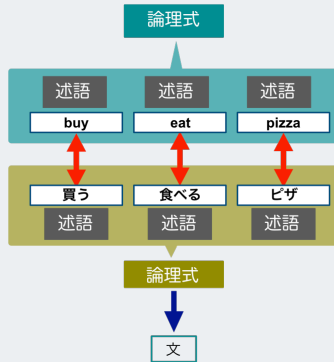 論理式
述語 述語 述語
buy eat pizza
買う 食べる ピザ
述語 述語 述語
論理式
文